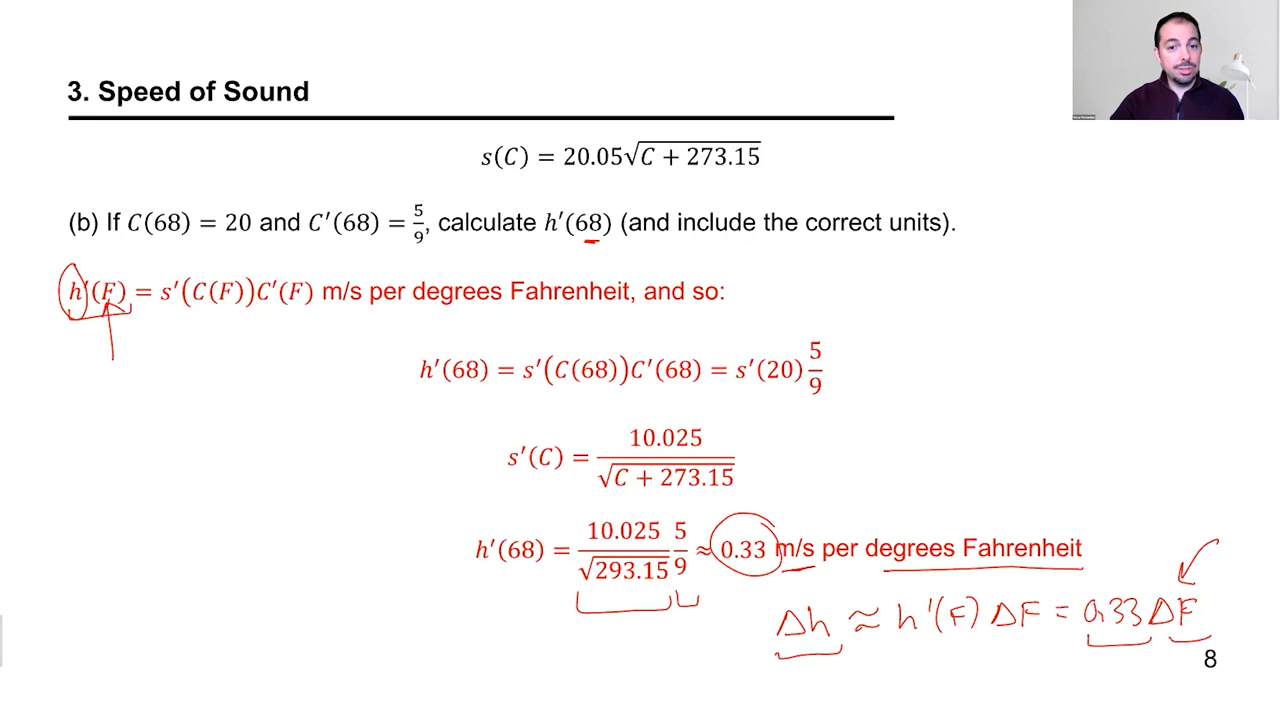 3. Speed of Sound
s(C) = 20.05√(C + 273.15)
(b) If C(68) = 20 and C′(68) = 5/9, calculate h′(68) (and include the correct units).
h′(F) = s′(C(F))C′(F) m/s per degrees Fahrenheit, and so:
h′(68) = s′(C(68))C′(68) = s′(20) 5/9
s′(C) = 10.025/√(C + 273.15)
h′(68) = 10.025/√293.15 5/9 ≈ 0.33 m/s per degrees Fahrenheit
Δh ≈ h′(F) ΔF = 0.33 ΔF
8